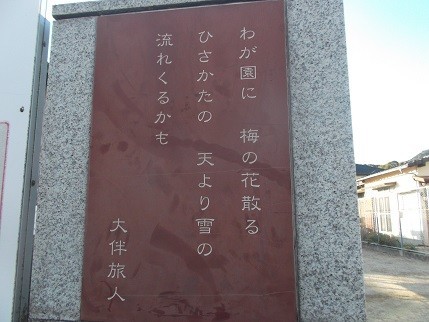 わが園に 梅の花散る
ひさかたの 天より雪の
流れくるかも
大伴旅人